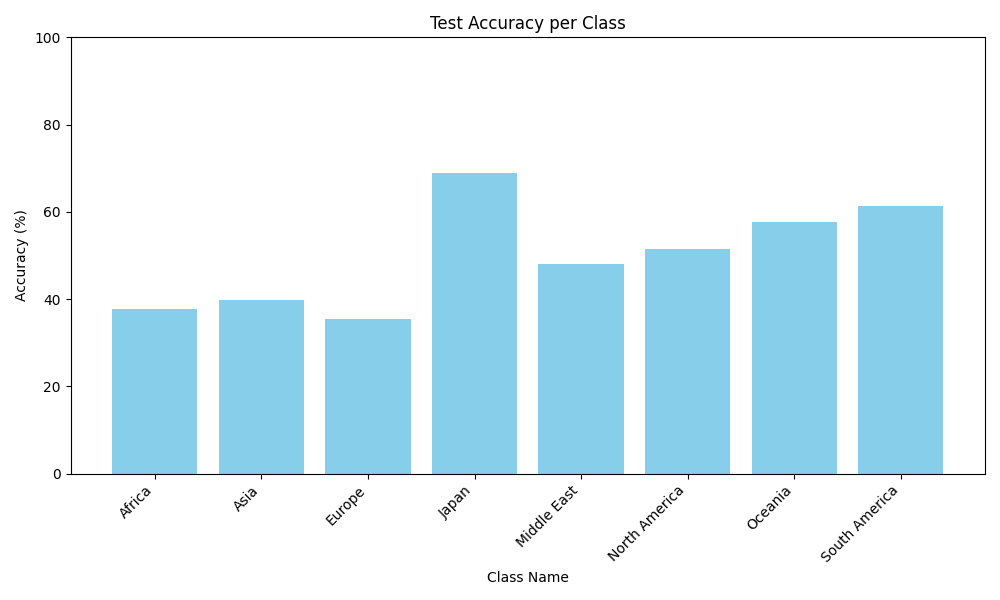 Test Accuracy per Class
100
80
60
40
20
0
Accuracy (%)
Africa
Asia
Europe
Japan
Middle East
North America
Oceania
South America
Class Name